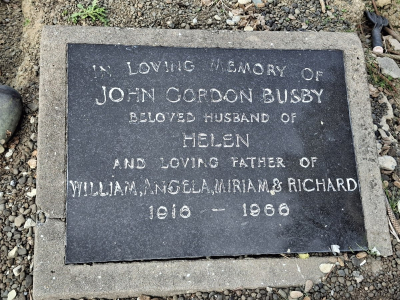 IN LOVING MEMORY OF
JOHN GORDON BUSBY
BELOVED HUSBAND OF
HELEN
AND LOVING FATHER OF
WILLIAM, ANGELA, MIRIAM, & RICHARD
1916 – 1966